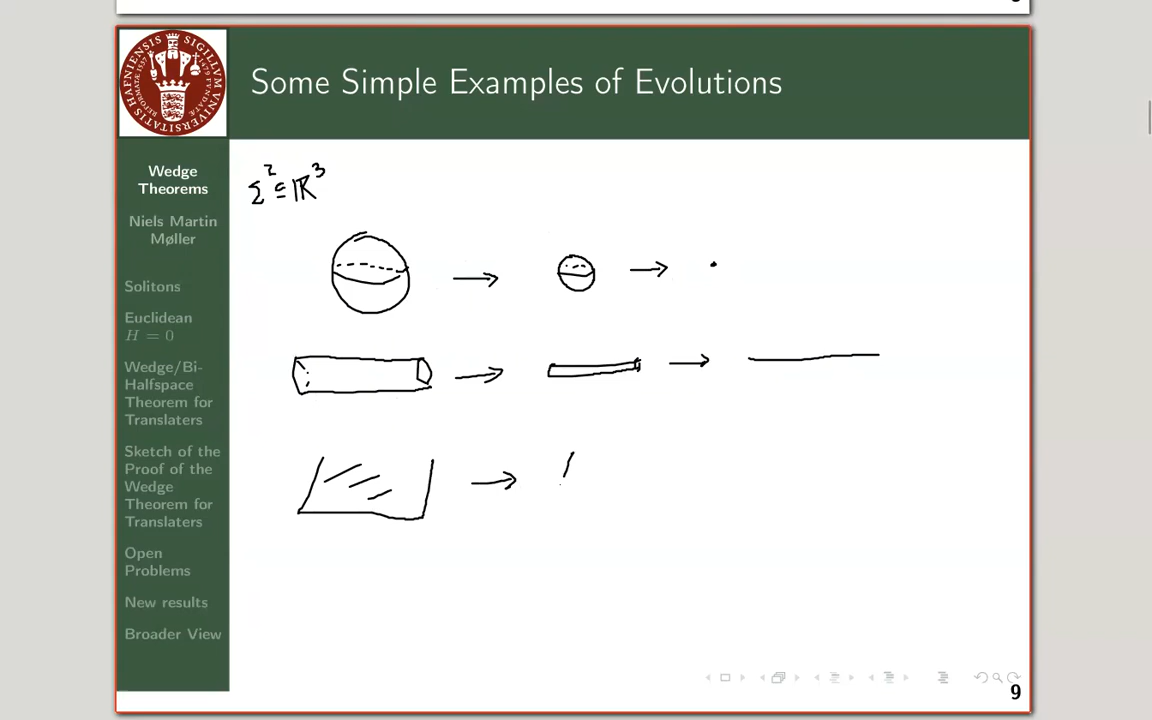 9
Some Simple Examples of Evolutions
Wedge
Theorems
Niels Martin
Møller
Solitons
Euclidean
H = 0
Wedge/Bi-
Halfspace
Theorem for
Translaters
Sketch of the
Proof of the
Wedge
Theorem for
Translaters
Open
Problems
New results
Broader View
Σ² ⊆ ℝ³
9